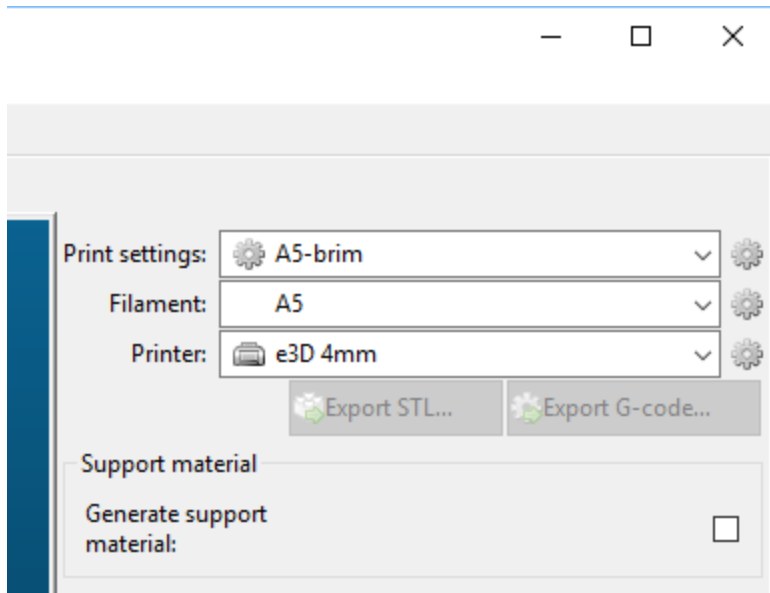 Print settings: A5-brim
Filament: A5
Printer: e3D 4mm
Export STL... Export G-code...
Support material
Generate support
material: